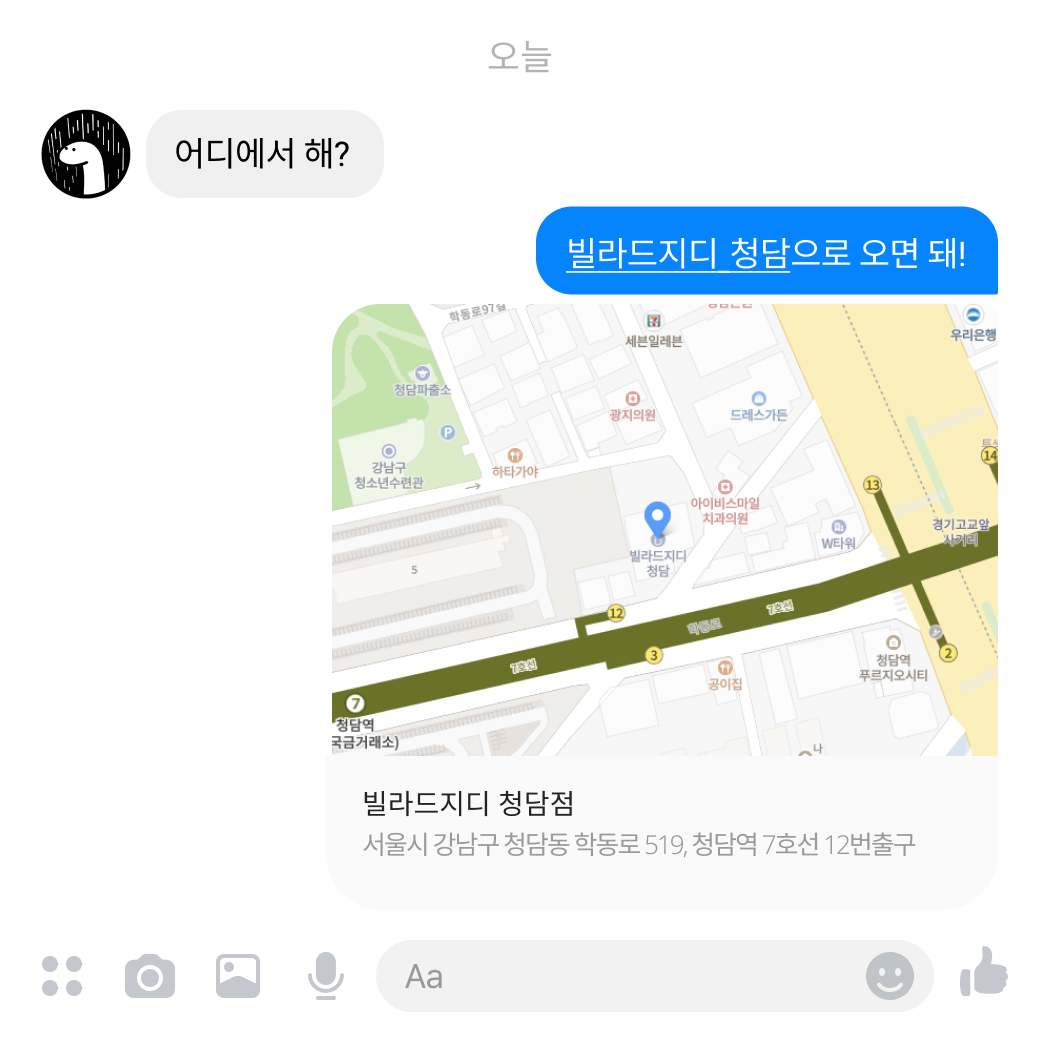 오늘
어디에서 해?
빌라드지디_청담으로 오면 돼!
학동로97길
세븐일레븐
우리은행
청담파출소
광지의원
드레스가든
P
강남구
청소년수련관
하타가야
14
13
아이비스마일
치과의원
경기고교앞
사거리
W타워
빌라드지디
청담
5
12
7호선
학동로
3
2
7호선
청담역
푸르지오시티
공이집
7
청담역
국금거래소)
나
빌라드지디 청담점
서울시 강남구 청담동 학동로 519, 청담역 7호선 12번출구
Aa